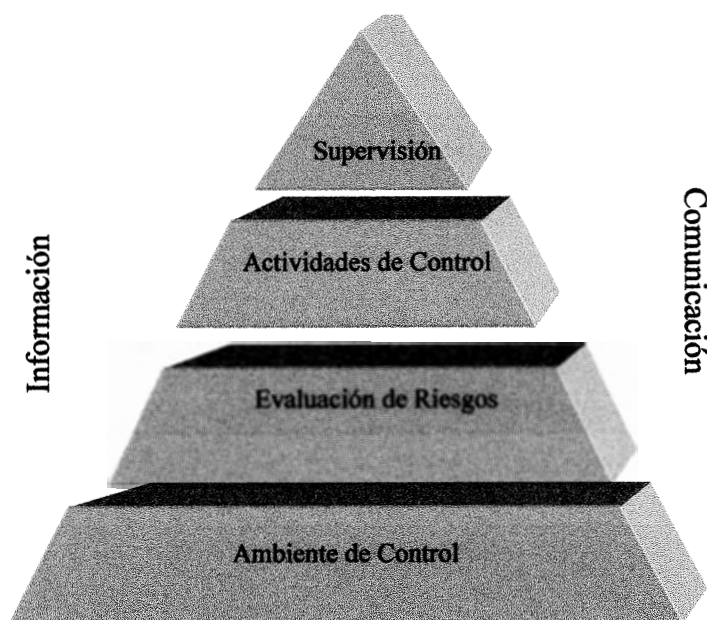 Supervisión
Actividades de Control
Evaluación de Riesgos
Ambiente de Control
Información
Comunicación